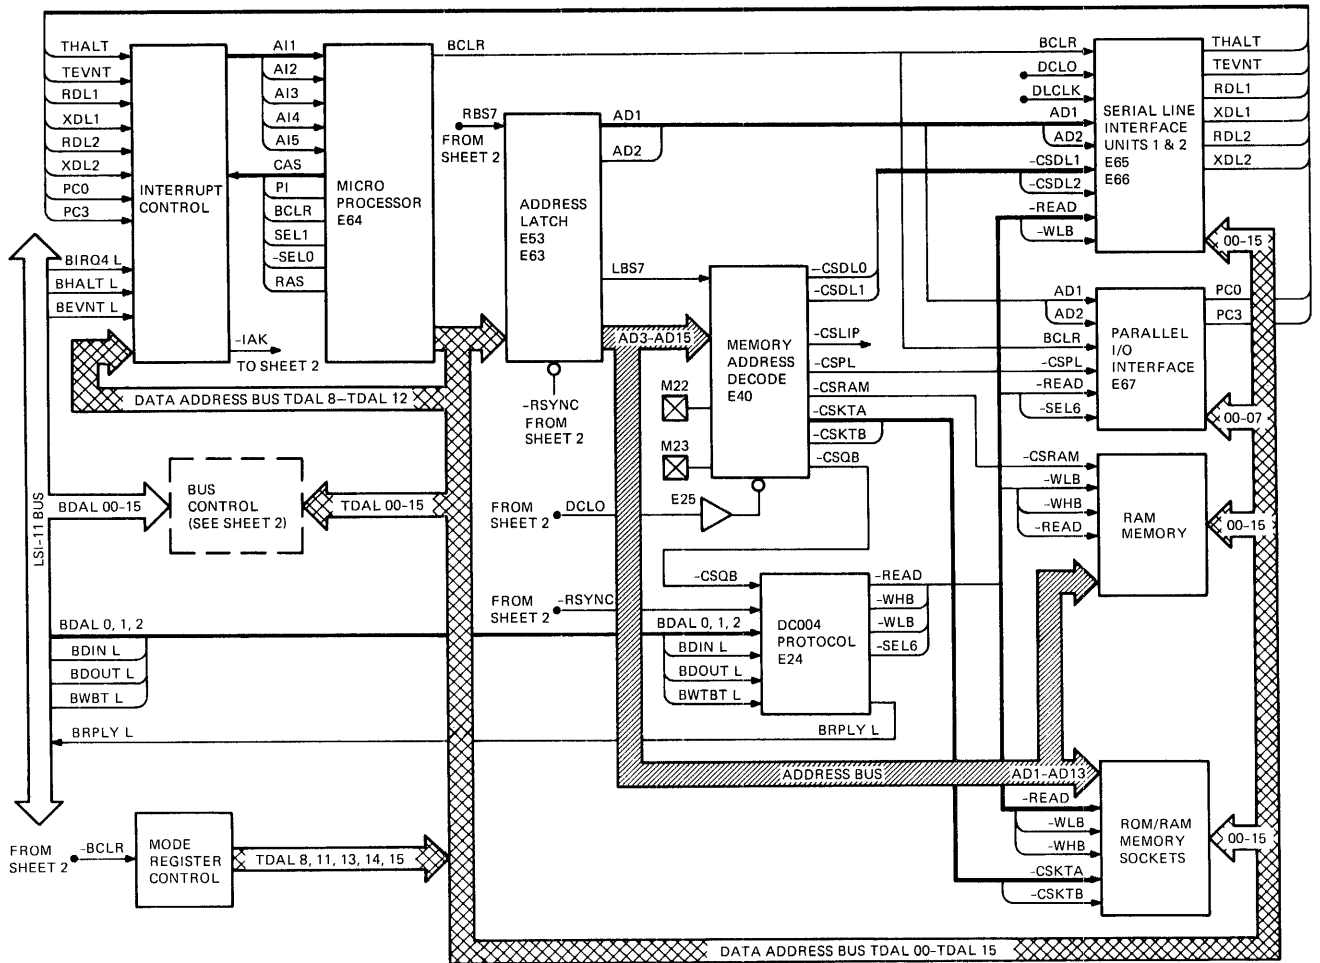 THALT
TEVNT
RDL1
XDL1
RDL2
XDL2
PC0
PC3
BIRQ4 L
BHALT L
BEVNT L
INTERRUPT
CONTROL
-IAK
TO SHEET 2
AI1
AI2
AI3
AI4
AI5
CAS
PI
BCLR
SEL1
-SEL0
RAS
MICRO
PROCESSOR
E64
BCLR
RBS7
FROM
SHEET 2
ADDRESS
LATCH
E53
E63
AD1
AD2
LBS7
-RSYNC
FROM
SHEET 2
AD3-AD15
M22
M23
MEMORY
ADDRESS
DECODE
E40
-CSDL0
-CSDL1
-CSLIP
-CSPL
-CSRAM
-CSKTA
-CSKTB
-CSQB
BCLR
DCLO
DLCLK
AD1
AD2
-CSDL1
-CSDL2
-READ
-WLB
SERIAL LINE
INTERFACE
UNITS 1 & 2
E65
E66
THALT
TEVNT
RDL1
XDL1
RDL2
XDL2
00-15
AD1
AD2
BCLR
-CSPL
-READ
-SEL6
PARALLEL
I/O
INTERFACE
E67
PC0
PC3
00-07
-CSRAM
-WLB
-WHB
-READ
RAM
MEMORY
00-15
DATA ADDRESS BUS TDAL 8-TDAL 12
LSI-11 BUS
BDAL 00-15
BUS
CONTROL
(SEE SHEET 2)
TDAL 00-15
FROM
SHEET 2
DCLO
E25
-CSQB
FROM
SHEET 2
-RSYNC
BDAL 0, 1, 2
BDIN L
BDOUT L
BWTBT L
DC004
PROTOCOL
E24
-READ
-WHB
-WLB
-SEL6
BRPLY L
BDAL 0, 1, 2
BDIN L
BDOUT L
BWBT L
BRPLY L
ADDRESS BUS
AD1-AD13
-READ
-WLB
-WHB
-CSKTA
-CSKTB
ROM/RAM
MEMORY
SOCKETS
00-15
FROM
SHEET 2
-BCLR
MODE
REGISTER
CONTROL
TDAL 8, 11, 13, 14, 15
DATA ADDRESS BUS TDAL 00-TDAL 15